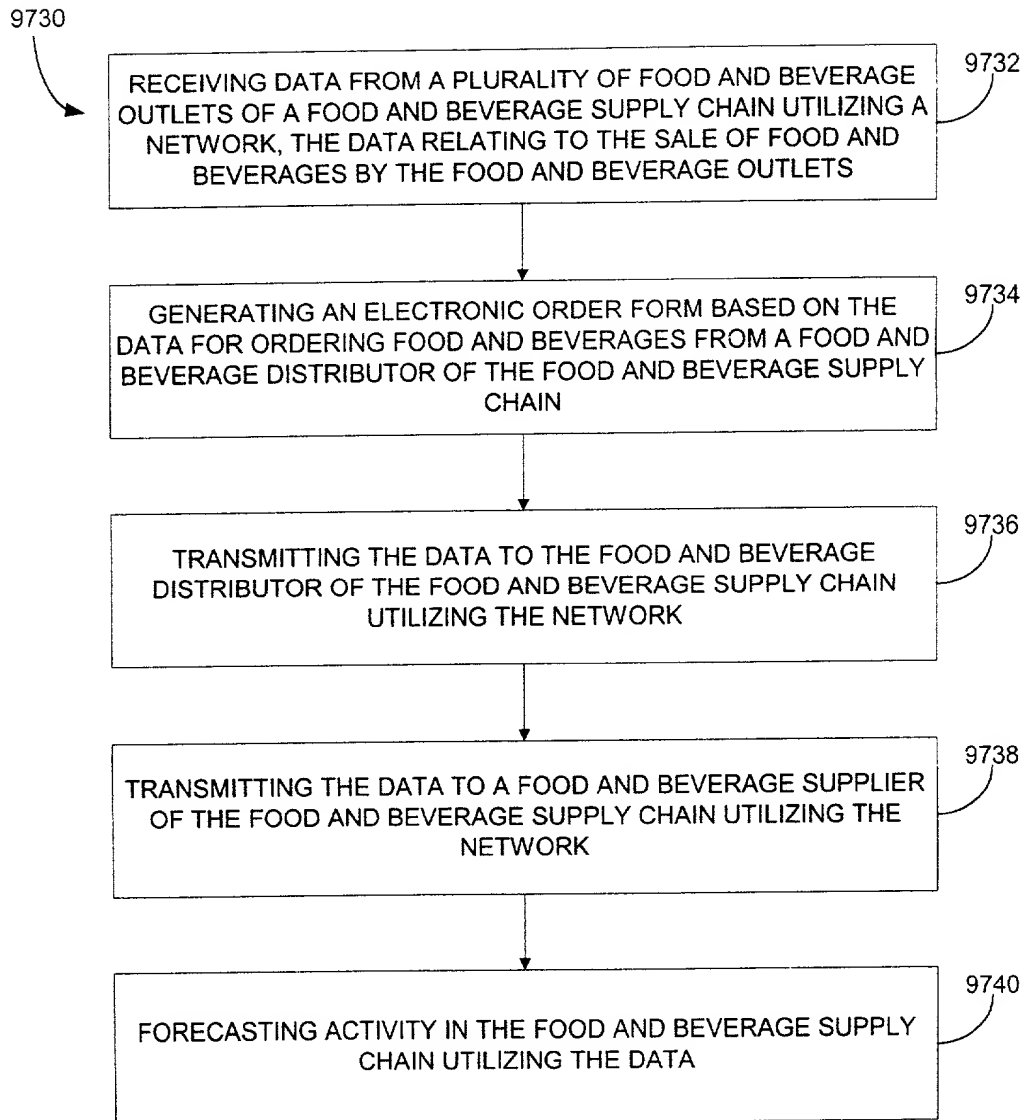 9730
RECEIVING DATA FROM A PLURALITY OF FOOD AND BEVERAGE
OUTLETS OF A FOOD AND BEVERAGE SUPPLY CHAIN UTILIZING A
NETWORK, THE DATA RELATING TO THE SALE OF FOOD AND
BEVERAGES BY THE FOOD AND BEVERAGE OUTLETS
9732
GENERATING AN ELECTRONIC ORDER FORM BASED ON THE
DATA FOR ORDERING FOOD AND BEVERAGES FROM A FOOD AND
BEVERAGE DISTRIBUTOR OF THE FOOD AND BEVERAGE SUPPLY
CHAIN
9734
TRANSMITTING THE DATA TO THE FOOD AND BEVERAGE
DISTRIBUTOR OF THE FOOD AND BEVERAGE SUPPLY CHAIN
UTILIZING THE NETWORK
9736
TRANSMITTING THE DATA TO A FOOD AND BEVERAGE SUPPLIER
OF THE FOOD AND BEVERAGE SUPPLY CHAIN UTILIZING THE
NETWORK
9738
FORECASTING ACTIVITY IN THE FOOD AND BEVERAGE SUPPLY
CHAIN UTILIZING THE DATA
9740